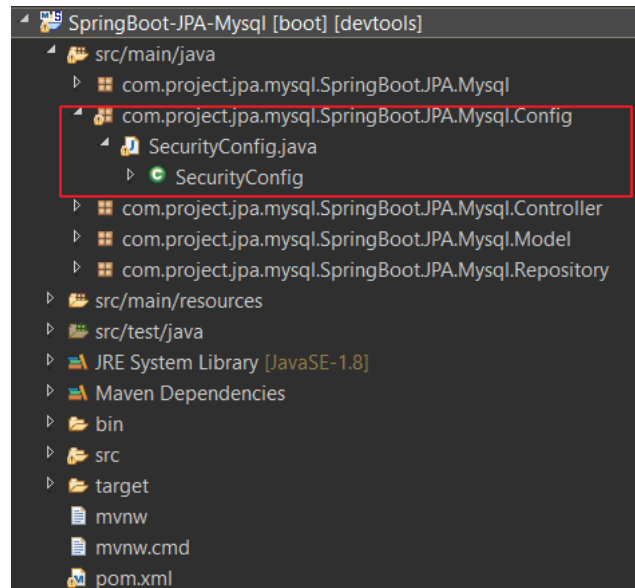 SpringBoot-JPA-Mysql [boot] [devtools]
src/main/java
com.project.jpa.mysql.SpringBoot.JPA.Mysql
com.project.jpa.mysql.SpringBoot.JPA.Mysql.Config
SecurityConfig.java
SecurityConfig
com.project.jpa.mysql.SpringBoot.JPA.Mysql.Controller
com.project.jpa.mysql.SpringBoot.JPA.Mysql.Model
com.project.jpa.mysql.SpringBoot.JPA.Mysql.Repository
src/main/resources
src/test/java
JRE System Library [JavaSE-1.8]
Maven Dependencies
bin
src
target
mvnw
mvnw.cmd
pom.xml